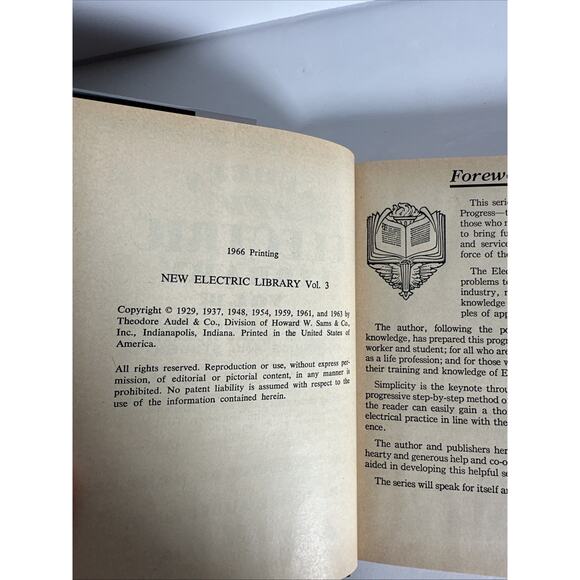 1966 Printing
NEW ELECTRIC LIBRARY Vol. 3
Copyright © 1929, 1937, 1948, 1954, 1959, 1961, and 1963 by
Theodore Audel & Co., Division of Howard W. Sams & Co.,
Inc., Indianapolis, Indiana. Printed in the United States of
America.
All rights reserved. Reproduction or use, without express per-
mission, of editorial or pictorial content, in any manner is
prohibited. No patent liability is assumed with respect to the
use of the information contained herein.
Forew
This serie
Progress—t
those who n
to bring fu
and service
force of the
The Elec
problems to
industry, m
knowledge
ples of app
The author, following the po
knowledge, has prepared this progre
worker and student; for all who are
as a life profession; and for those w
their training and knowledge of E
Simplicity is the keynote throu
progressive step-by-step method o
the reader can easily gain a tho
electrical practice in line with the
ence.
The author and publishers here
hearty and generous help and co-o
aided in developing this helpful se
The series will speak for itself an